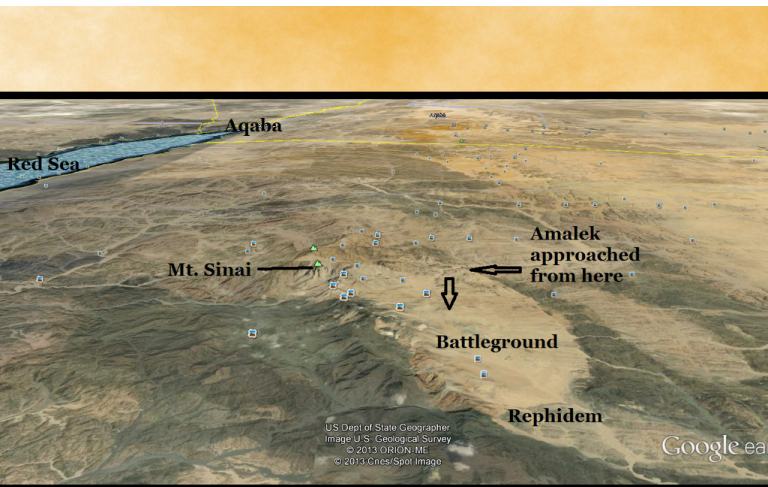 Aqaba
Aqaba
Red Sea
Amalek
approached
from here
Mt. Sinai
Battleground
Rephidem
US Dept of State Geographer
Image U.S. Geological Survey
© 2013 ORION-ME
© 2013 Cnes/Spot Image
Google ea